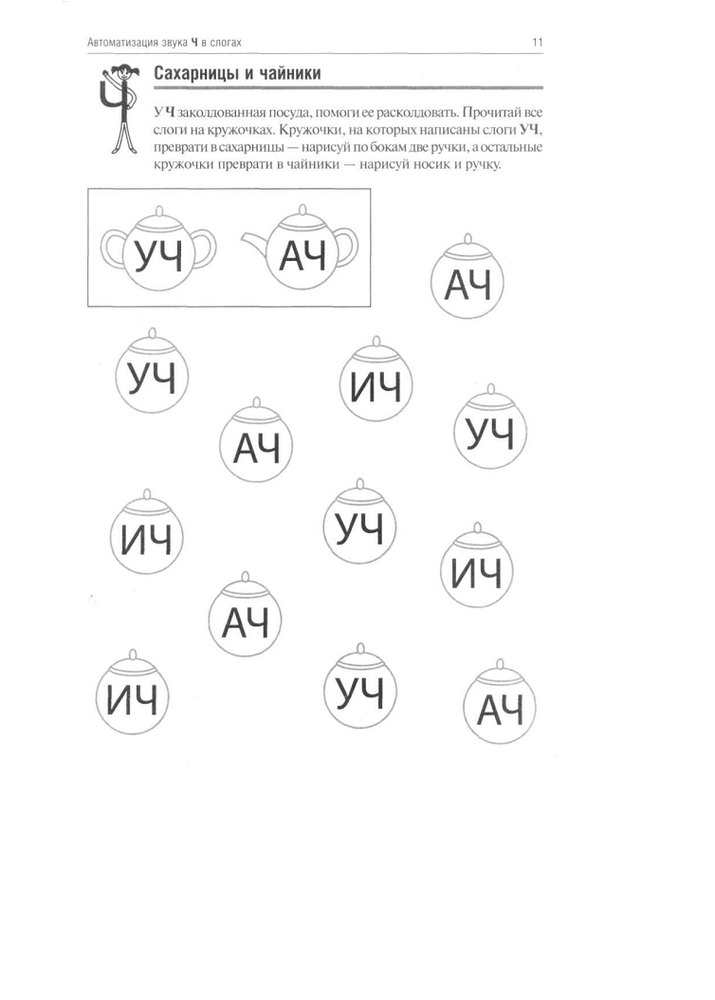 Автоматизация звука Ч в слогах 11
Сахарницы и чайники
У Ч заколдованная посуда, помоги ее расколдовать. Прочитай все
слоги на кружочках. Кружочки, на которых написаны слоги УЧ,
преврати в сахарницы — нарисуй по бокам две ручки, а остальные
кружочки преврати в чайники — нарисуй носик и ручку.
УЧ АЧ
АЧ
УЧ
ИЧ
УЧ
АЧ
УЧ
ИЧ
ИЧ
АЧ
УЧ
ИЧ
АЧ